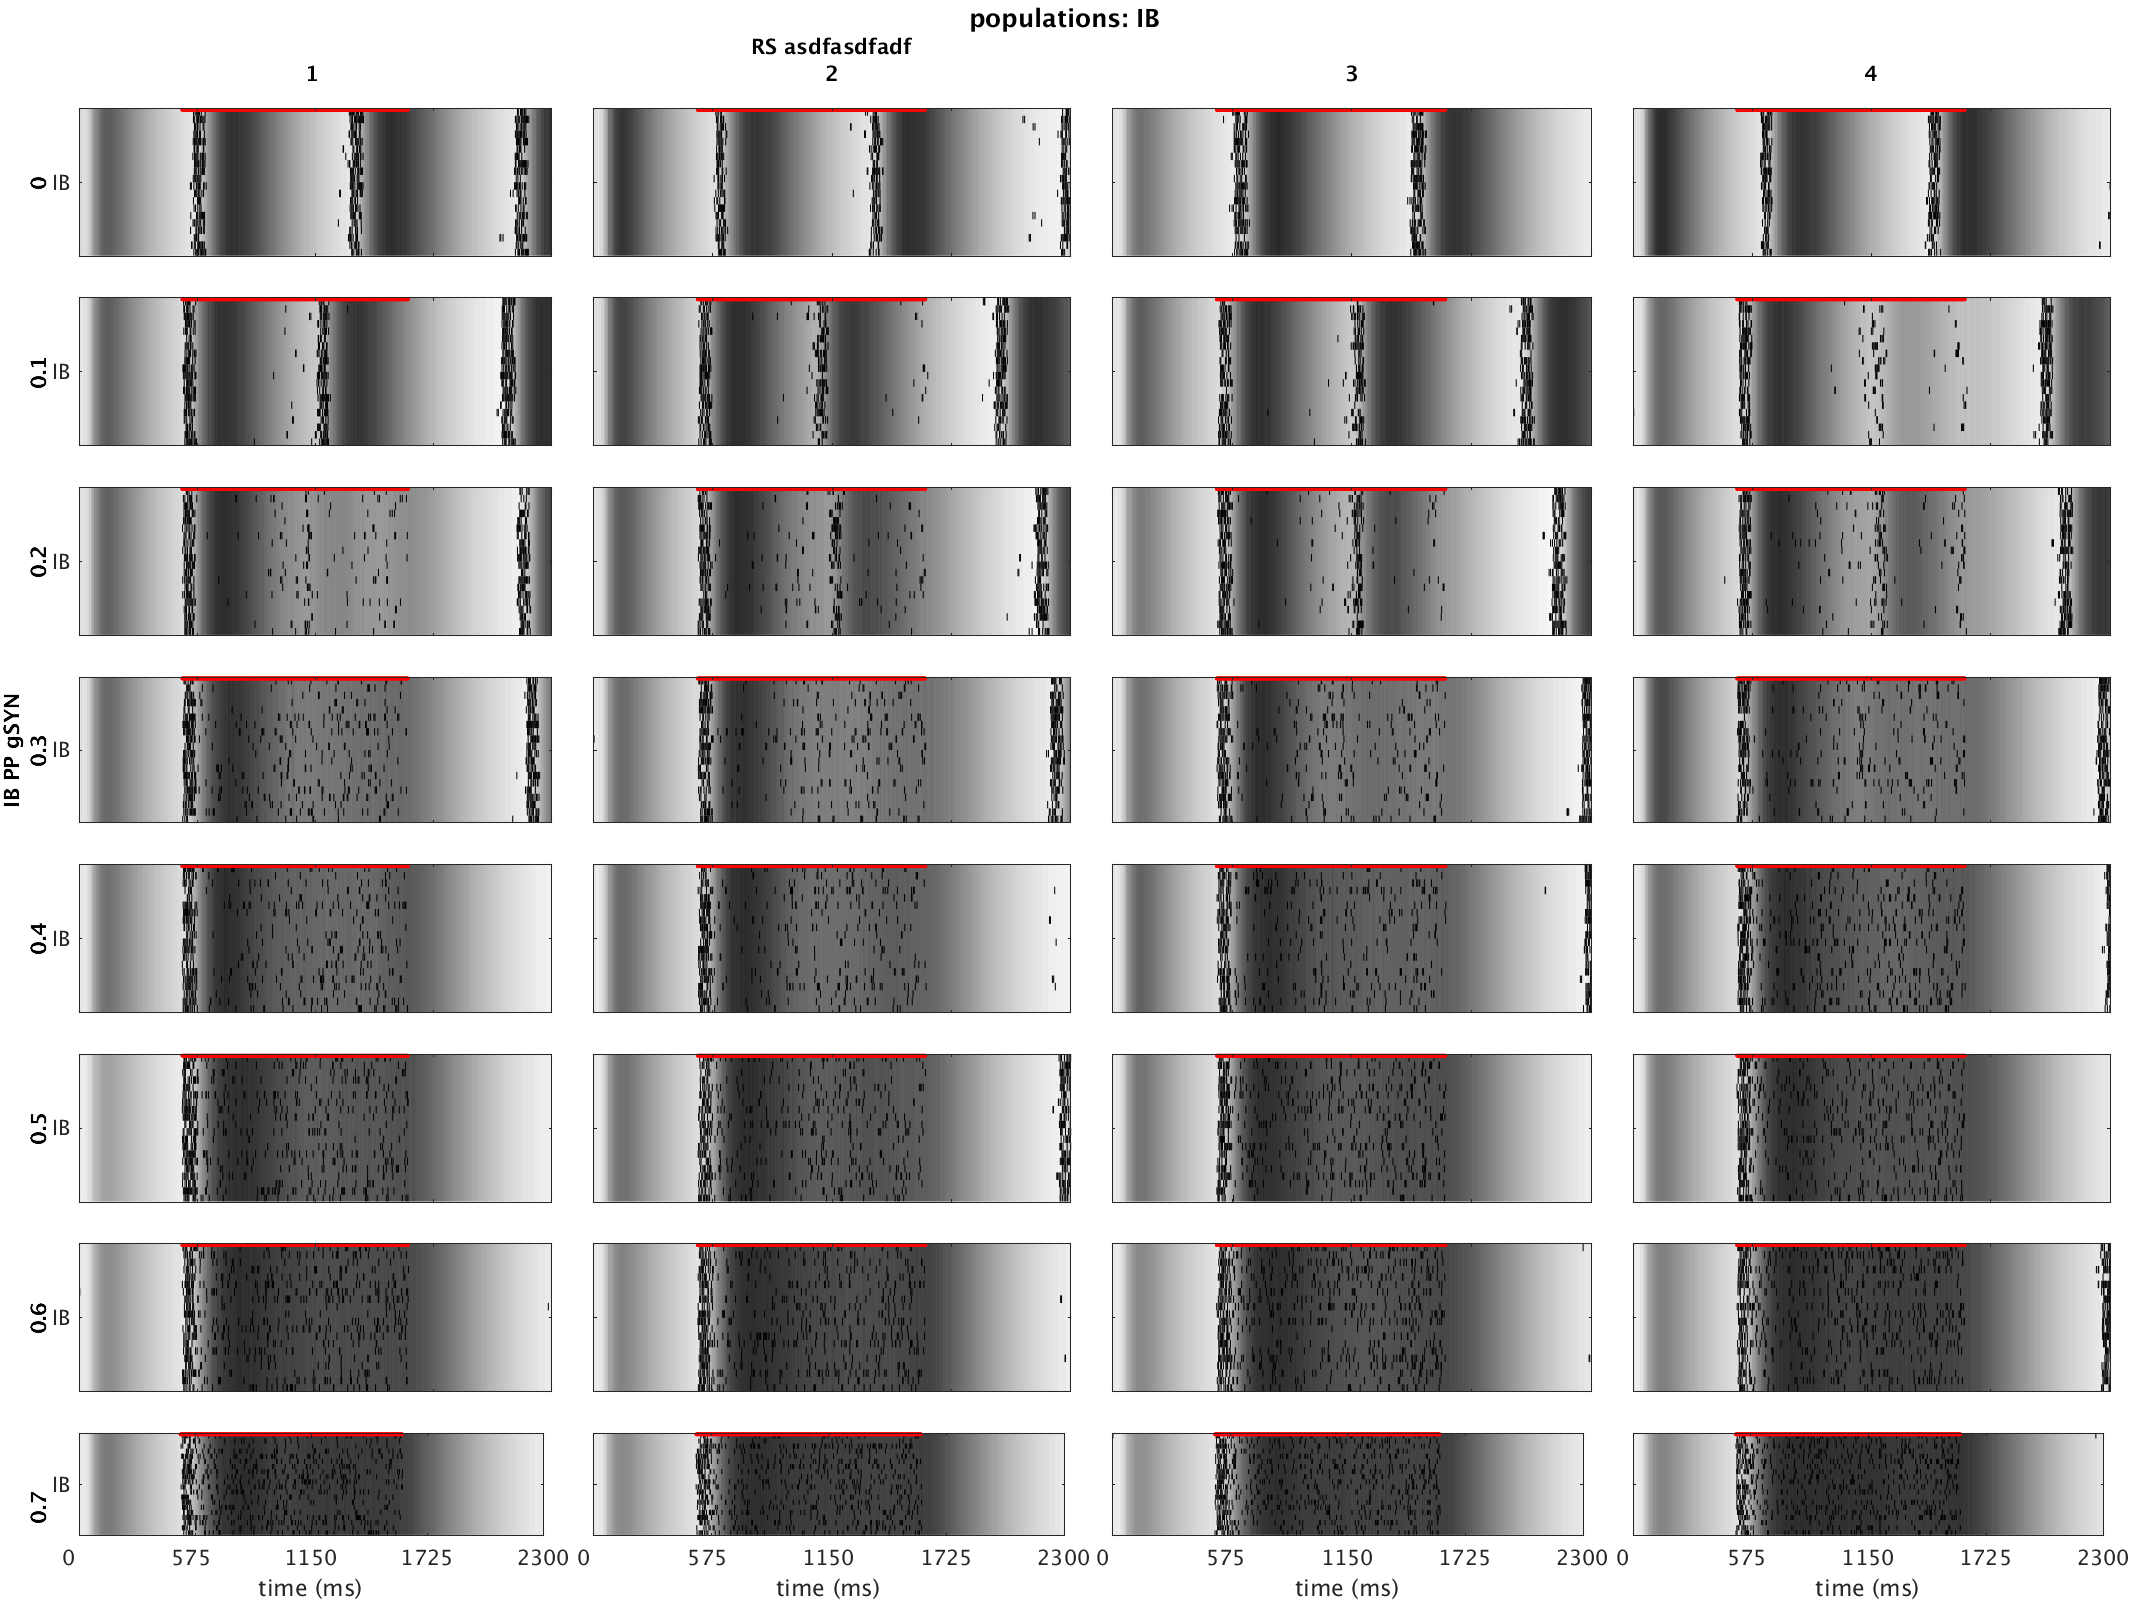 populations: IB
RS asdfasdfadf
1 2 3 4
IB PP gSYN
0 IB
0.1 IB
0.2 IB
0.3 IB
0.4 IB
0.5 IB
0.6 IB
0.7 IB
0 575 1150 1725 2300 0 575 1150 1725 2300 0 575 1150 1725 2300 0 575 1150 1725 2300
time (ms) time (ms) time (ms) time (ms)